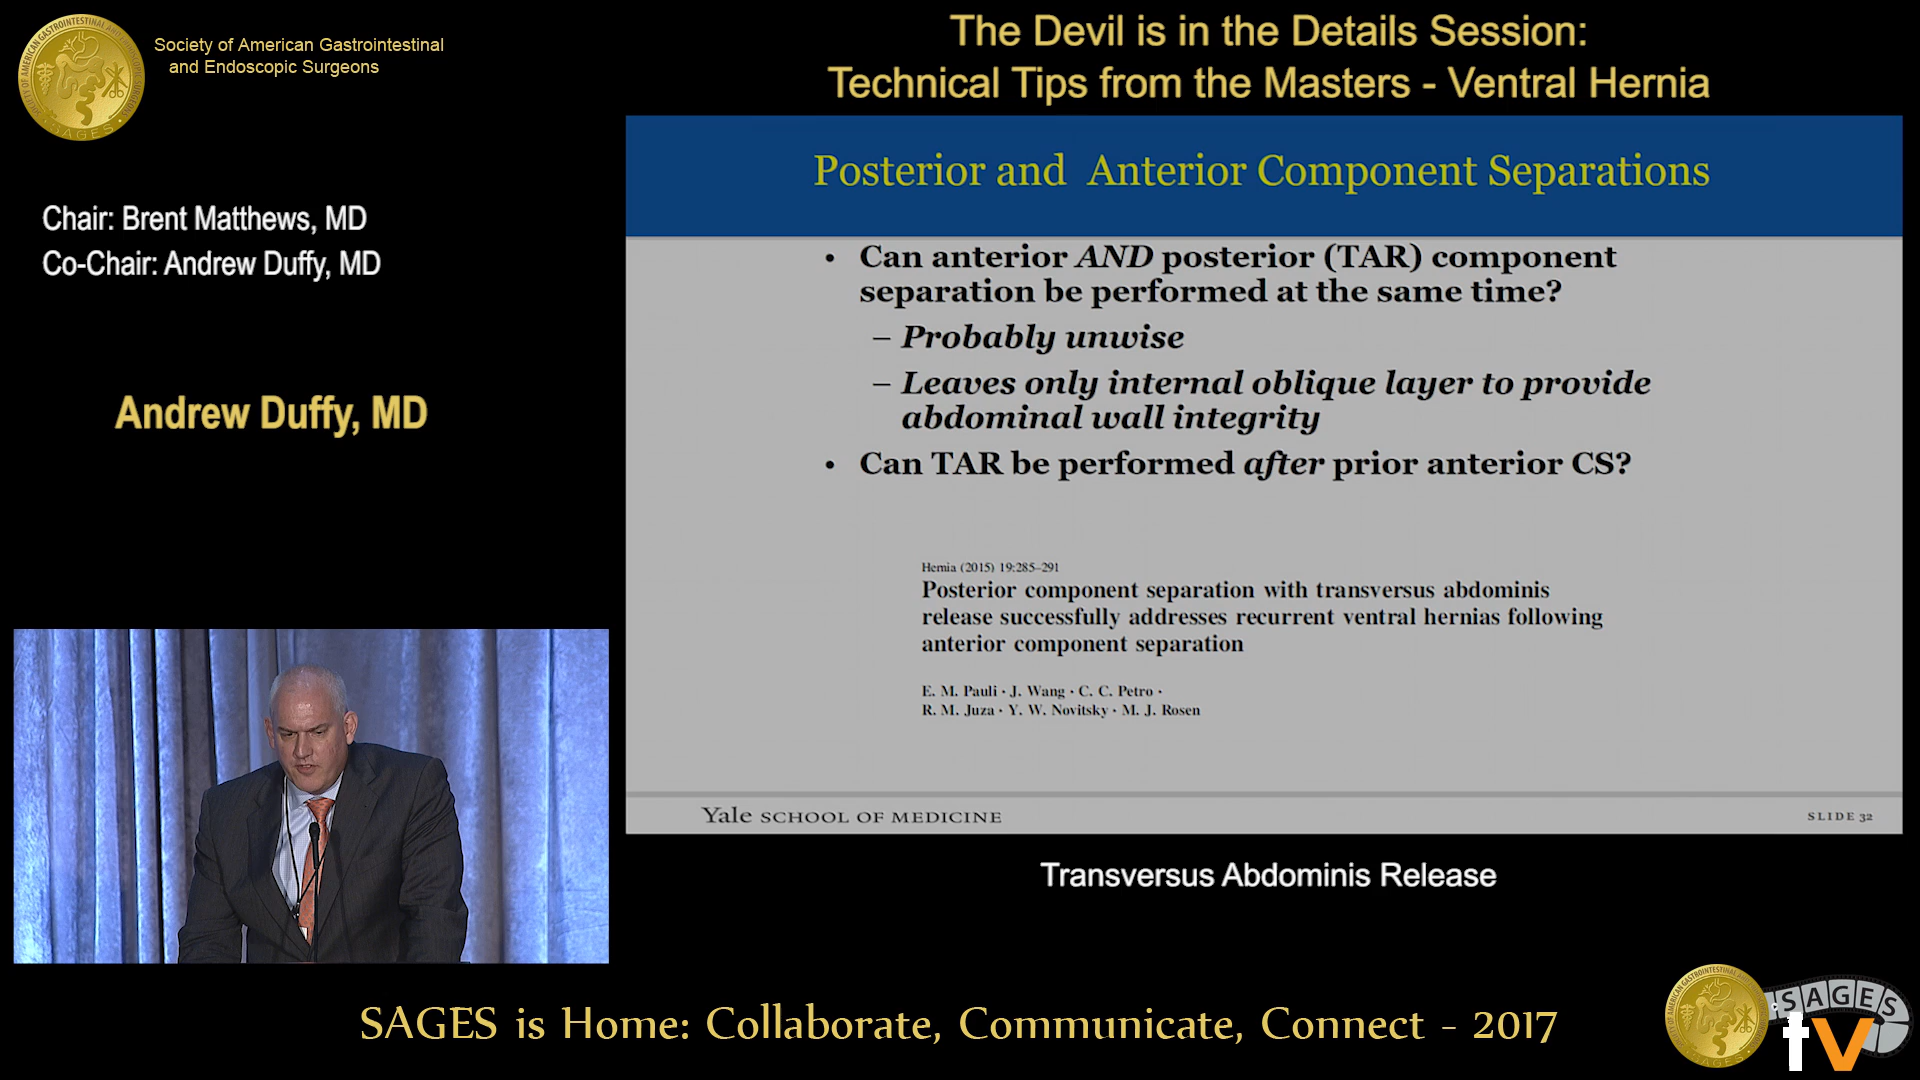 Society of American Gastrointestinal
and Endoscopic Surgeons
The Devil is in the Details Session:
Technical Tips from the Masters - Ventral Hernia
Chair: Brent Matthews, MD
Co-Chair: Andrew Duffy, MD
Andrew Duffy, MD
Posterior and Anterior Component Separations
• Can anterior AND posterior (TAR) component
separation be performed at the same time?
– Probably unwise
– Leaves only internal oblique layer to provide
abdominal wall integrity
• Can TAR be performed after prior anterior CS?
Hernia (2015) 19:285–291
Posterior component separation with transversus abdominis
release successfully addresses recurrent ventral hernias following
anterior component separation
E. M. Pauli · J. Wang · C. C. Petro ·
R. M. Juza · Y. W. Novitsky · M. J. Rosen
Yale SCHOOL OF MEDICINE
SLIDE 32
Transversus Abdominis Release
SAGES is Home: Collaborate, Communicate, Connect - 2017
SAGES
tv